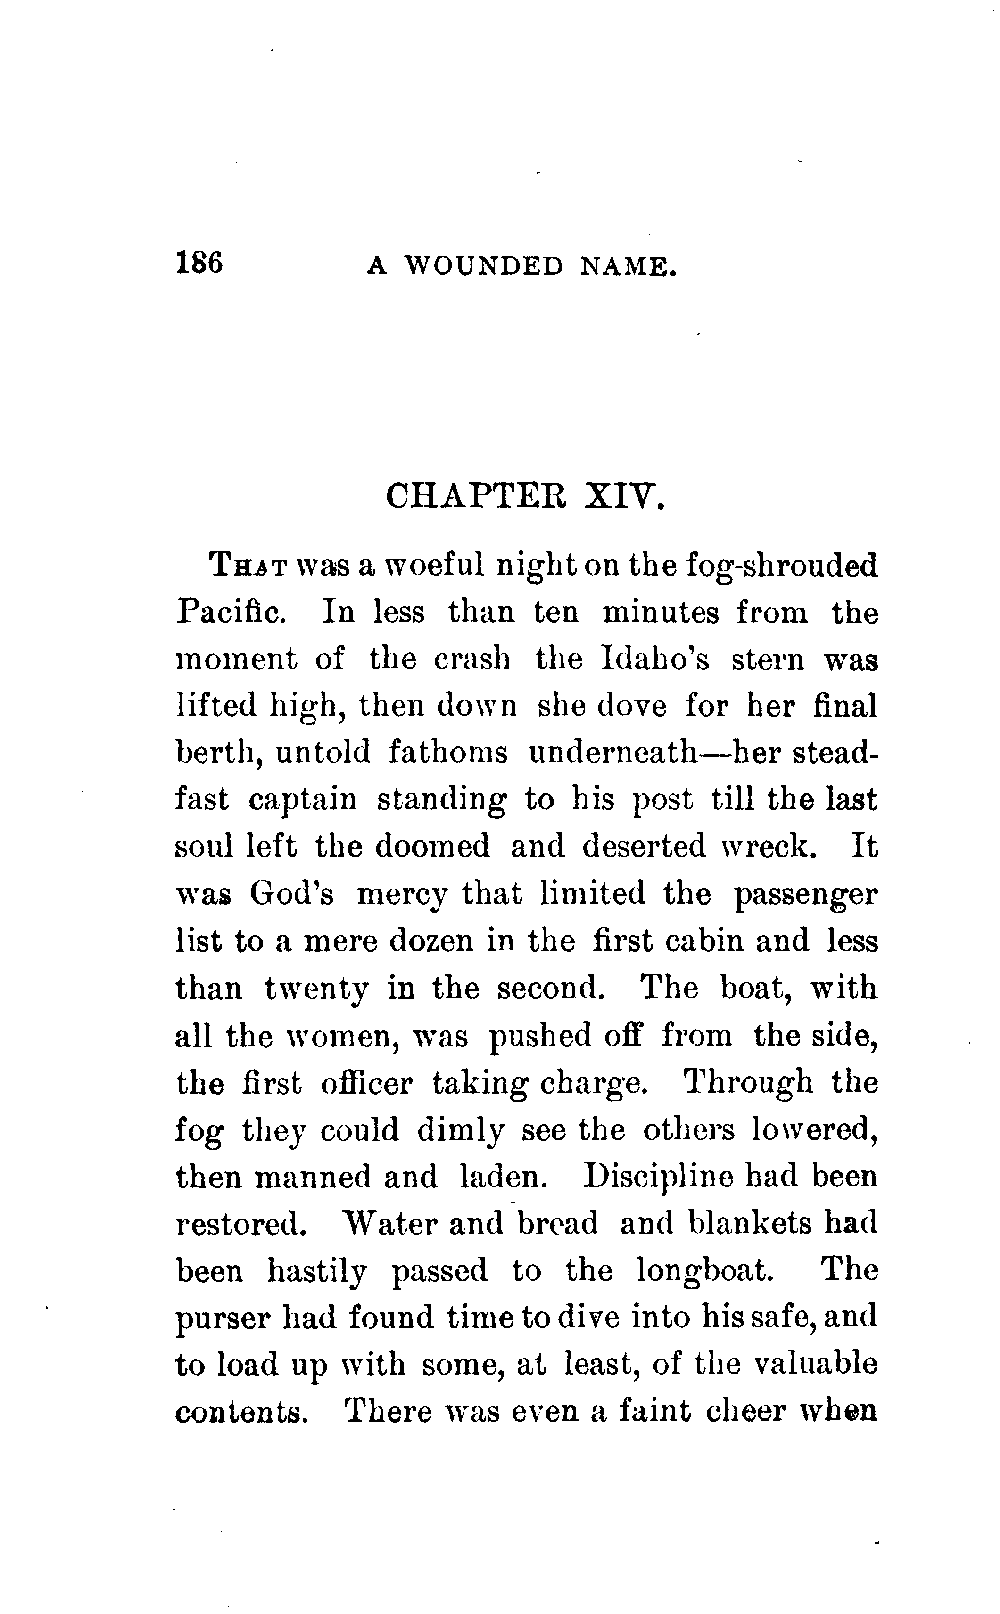 186 A WOUNDED NAME.
CHAPTER XIV.
THAT was a woeful night on the fog-shrouded
Pacific. In less than ten minutes from the
moment of the crash the Idaho's stern was
lifted high, then down she dove for her final
berth, untold fathoms underneath—her stead-
fast captain standing to his post till the last
soul left the doomed and deserted wreck. It
was God's mercy that limited the passenger
list to a mere dozen in the first cabin and less
than twenty in the second. The boat, with
all the women, was pushed off from the side,
the first officer taking charge. Through the
fog they could dimly see the others lowered,
then manned and laden. Discipline had been
restored. Water and bread and blankets had
been hastily passed to the longboat. The
purser had found time to dive into his safe, and
to load up with some, at least, of the valuable
contents. There was even a faint cheer when